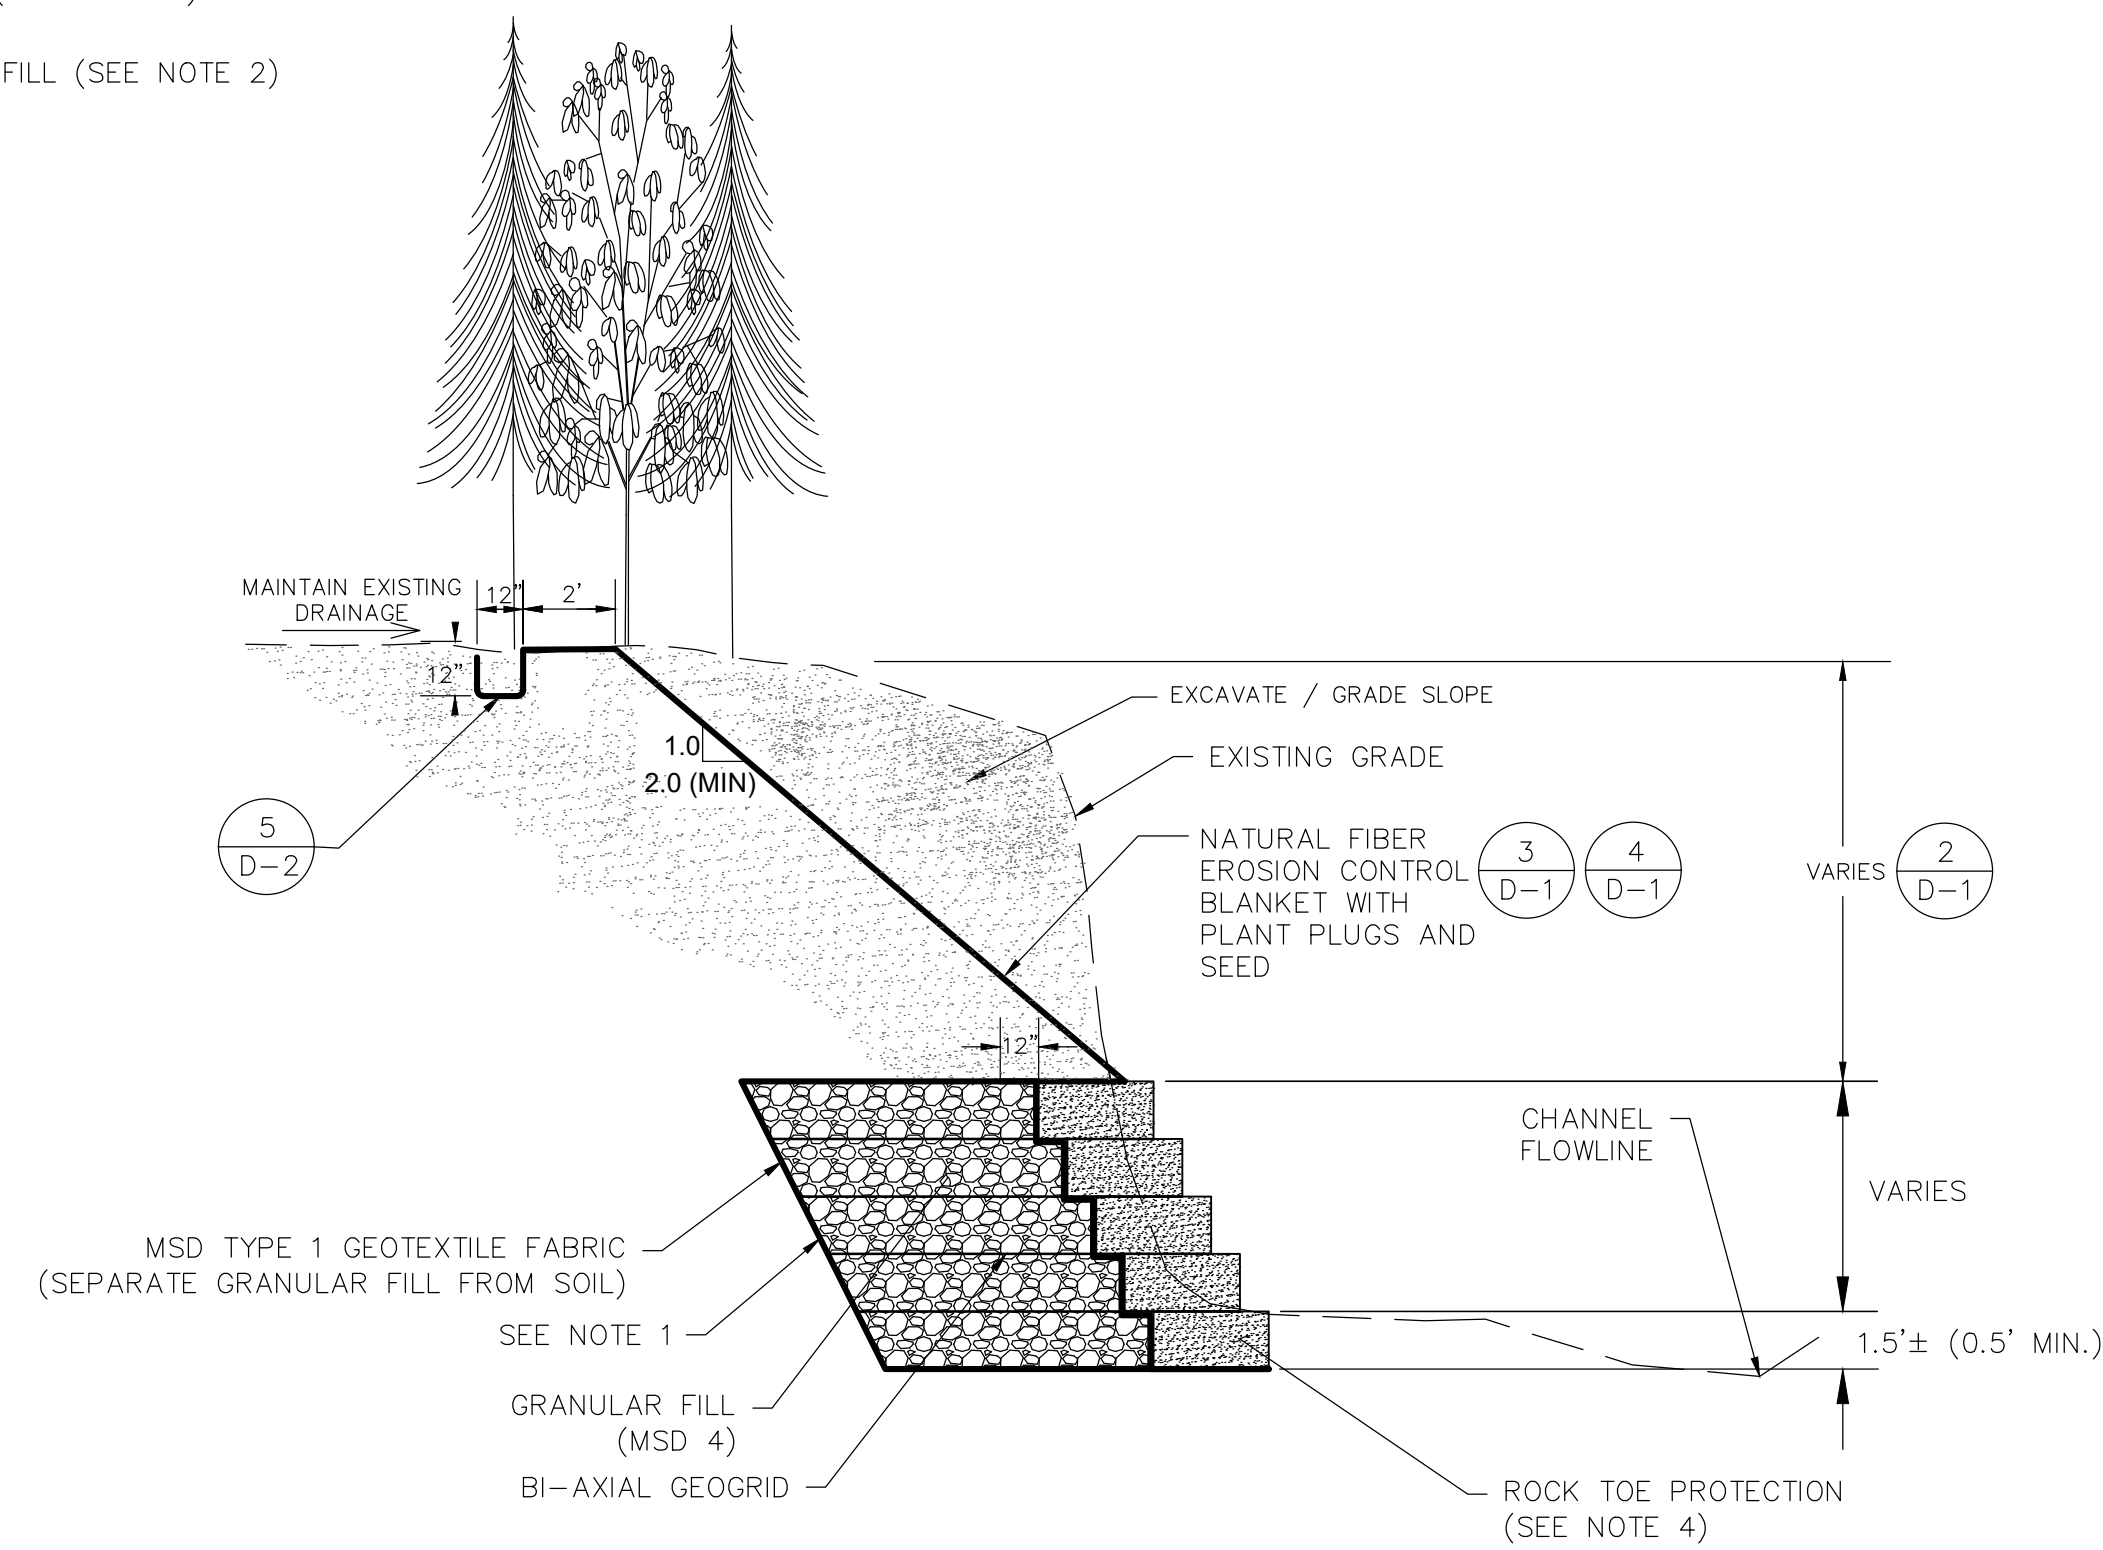 FILL (SEE NOTE 2)
MAINTAIN EXISTING
DRAINAGE
12"
2'
12"
EXCAVATE / GRADE SLOPE
1.0
2.0 (MIN)
EXISTING GRADE
5
D-2
NATURAL FIBER
EROSION CONTROL
BLANKET WITH
PLANT PLUGS AND
SEED
3
D-1
4
D-1
VARIES
2
D-1
12"
CHANNEL
FLOWLINE
VARIES
MSD TYPE 1 GEOTEXTILE FABRIC
(SEPARATE GRANULAR FILL FROM SOIL)
SEE NOTE 1
1.5'± (0.5' MIN.)
GRANULAR FILL
(MSD 4)
BI-AXIAL GEOGRID
ROCK TOE PROTECTION
(SEE NOTE 4)